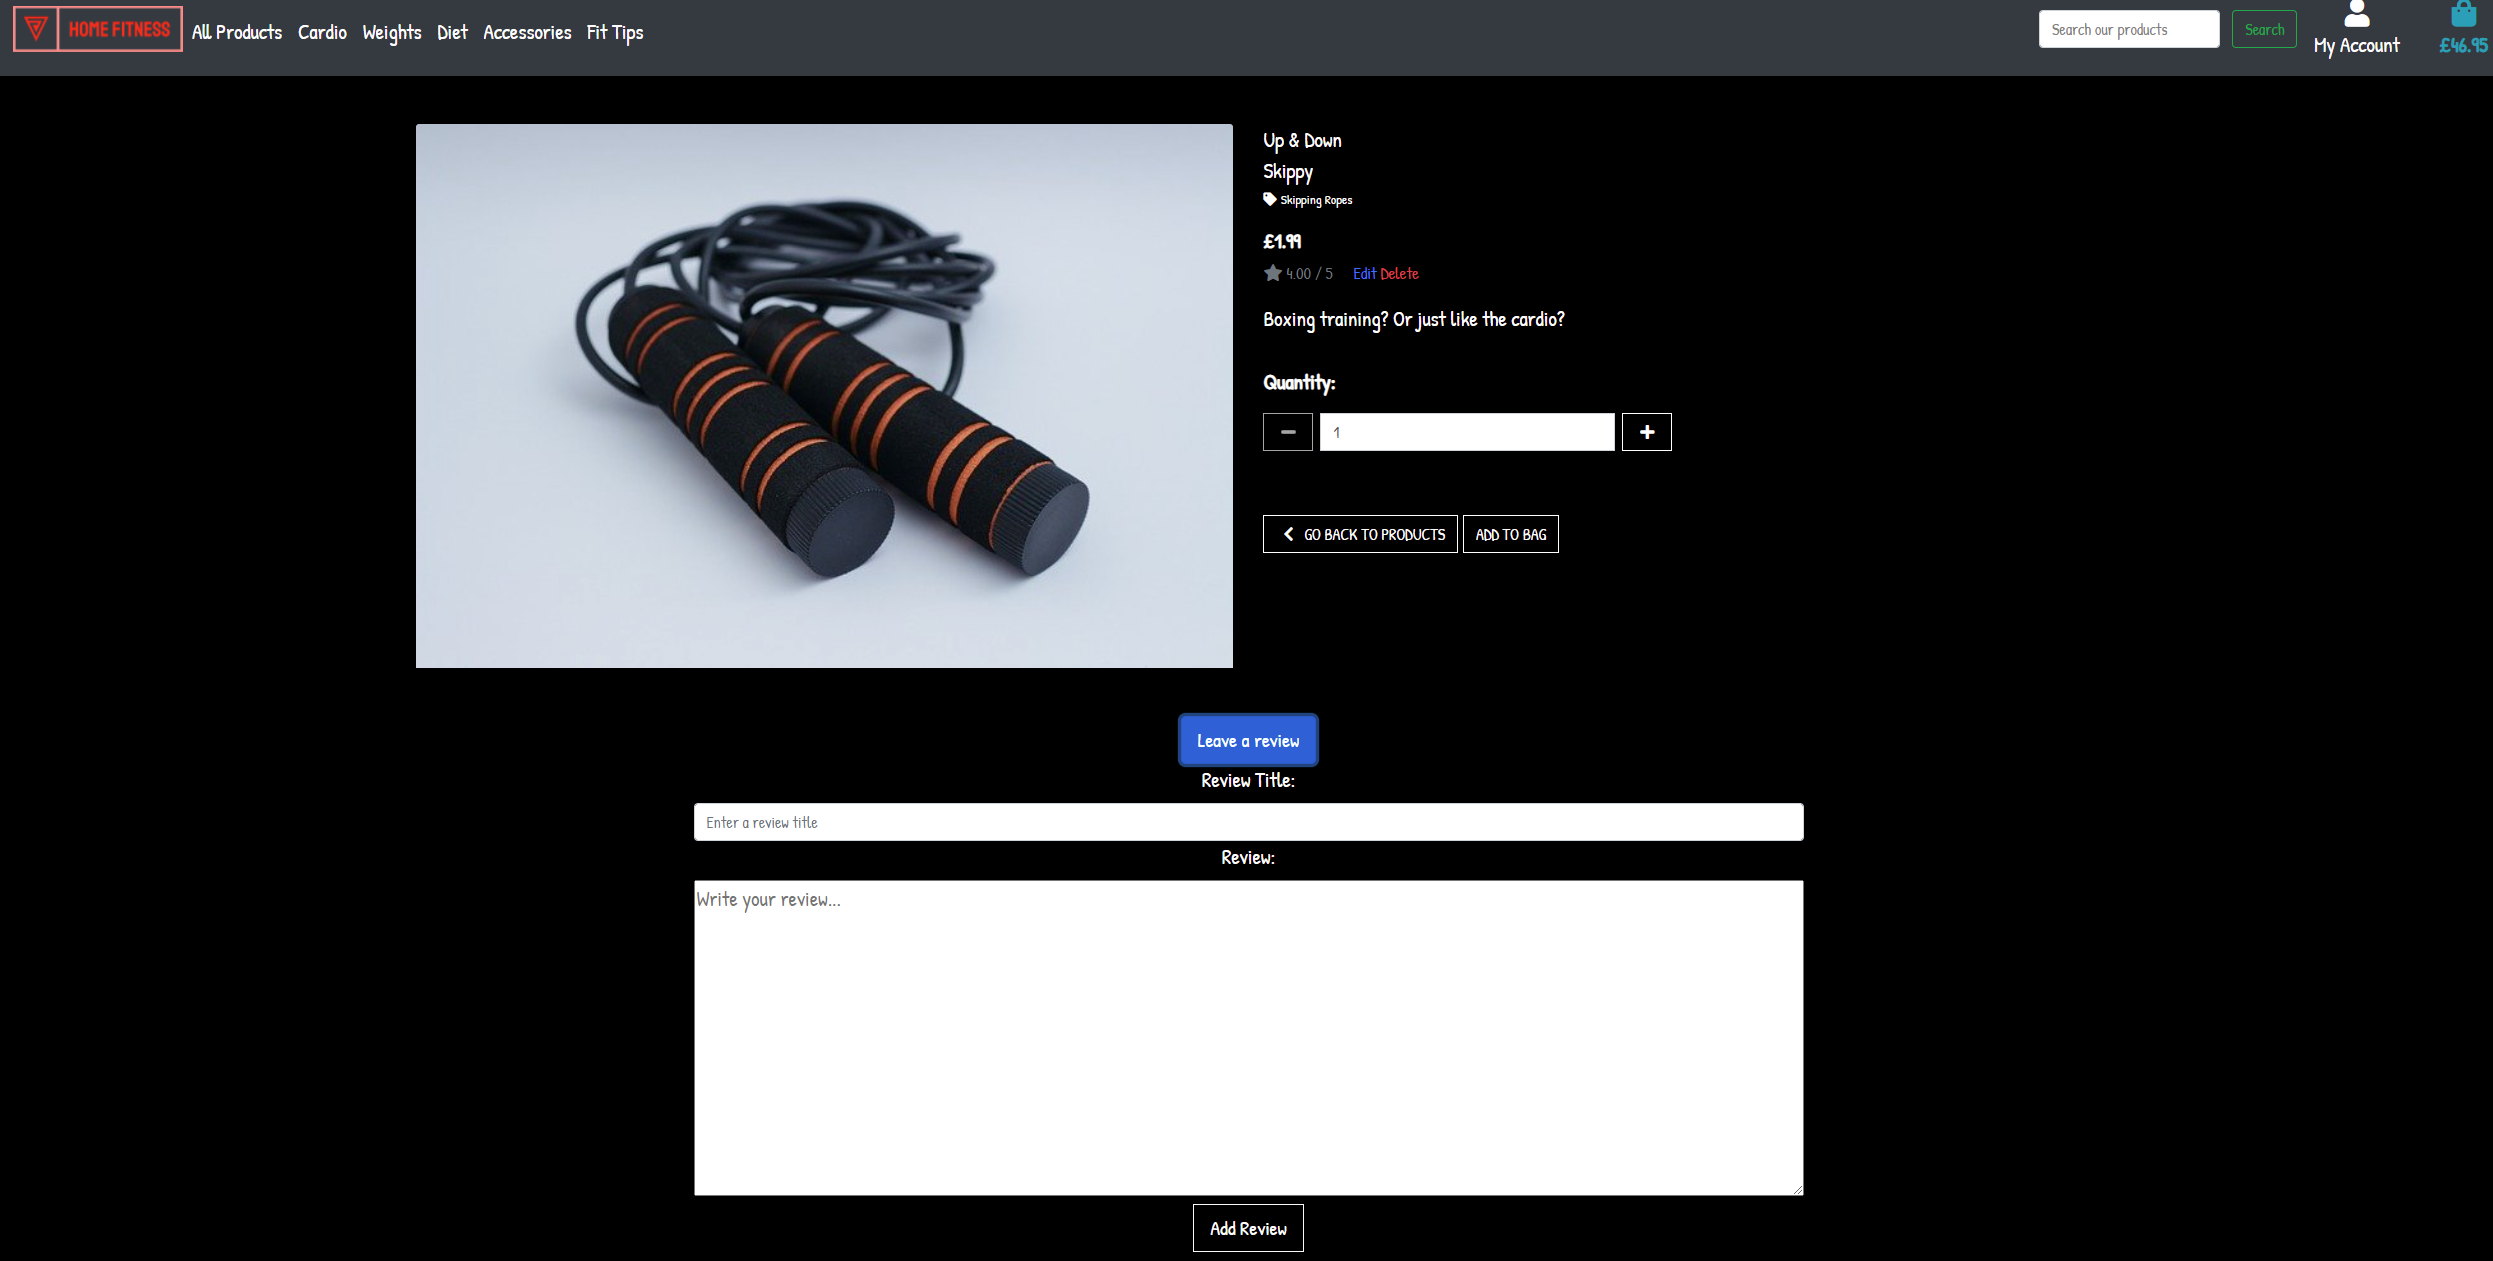 HOME FITNESS All Products Cardio Weights Diet Accessories Fit Tips Search our products Search My Account £46.95
Up & Down
Skippy
Skipping Ropes
£1.99
4.00 / 5 Edit Delete
Boxing training? Or just like the cardio?
Quantity:
1
GO BACK TO PRODUCTS ADD TO BAG
Leave a review
Review Title:
Enter a review title
Review:
Write your review...
Add Review